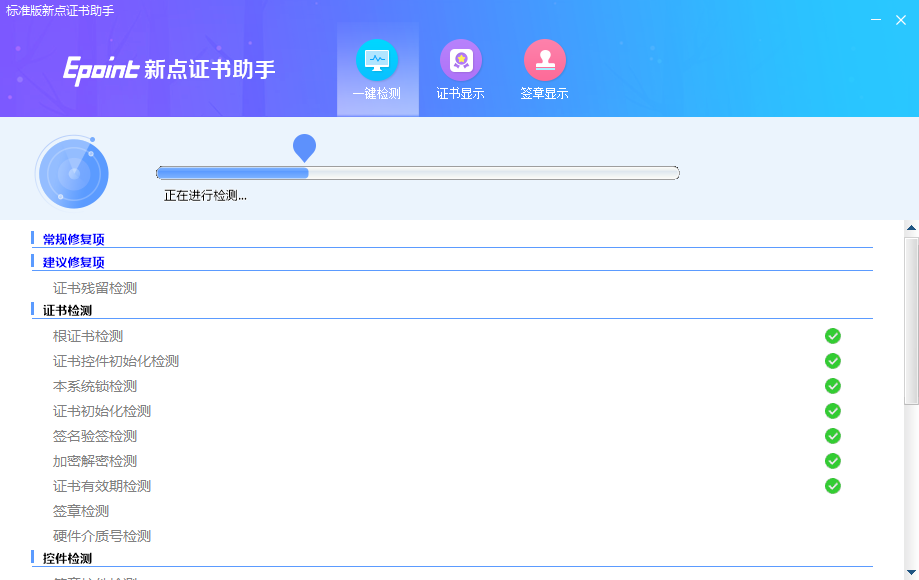 标准版新点证书助手
Epoint 新点证书助手
一键检测 证书显示 签章显示
正在进行检测...
常规修复项
建议修复项
证书残留检测
证书检测
根证书检测
证书控件初始化检测
本系统锁检测
证书初始化检测
签名验签检测
加密解密检测
证书有效期检测
签章检测
硬件介质号检测
控件检测